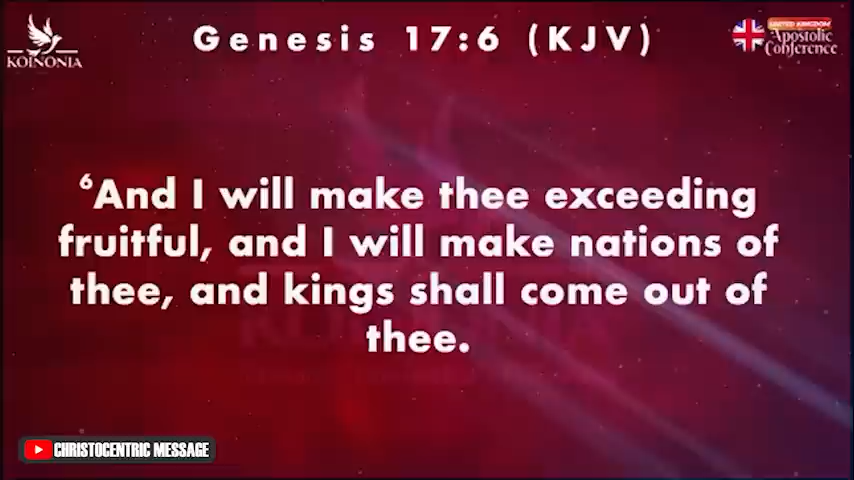 Genesis 17:6 (KJV)
KOINONIA
UNITED KINGDOM
Apostolic
Conference
⁶And I will make thee exceeding
fruitful, and I will make nations of
thee, and kings shall come out of
thee.
CHRISTOCENTRIC MESSAGE